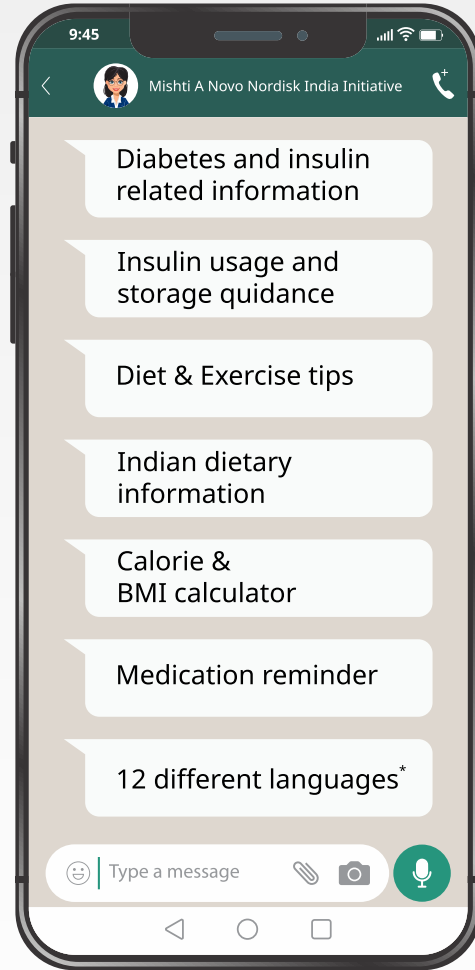 9:45
Mishti A Novo Nordisk India Initiative
Diabetes and insulin
related information
Insulin usage and
storage quidance
Diet & Exercise tips
Indian dietary
information
Calorie &
BMI calculator
Medication reminder
12 different languages*
Type a message